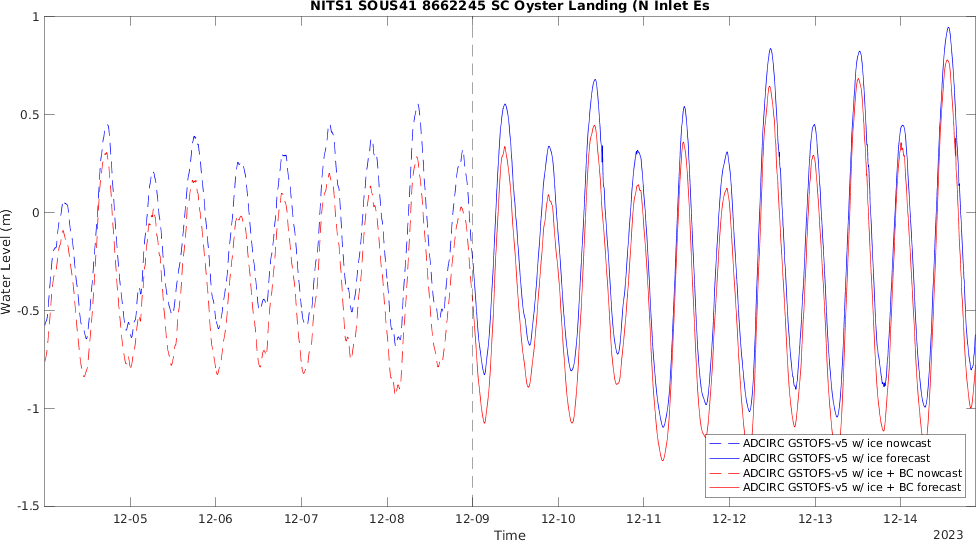 NITS1 SOUS41 8662245 SC Oyster Landing (N Inlet Es
1
0.5
0
-0.5
-1
-1.5
Water Level (m)
ADCIRC GSTOFS-v5 w/ ice nowcast
ADCIRC GSTOFS-v5 w/ ice forecast
ADCIRC GSTOFS-v5 w/ ice + BC nowcast
ADCIRC GSTOFS-v5 w/ ice + BC forecast
12-05 12-06 12-07 12-08 12-09 12-10 12-11 12-12 12-13 12-14
Time
2023